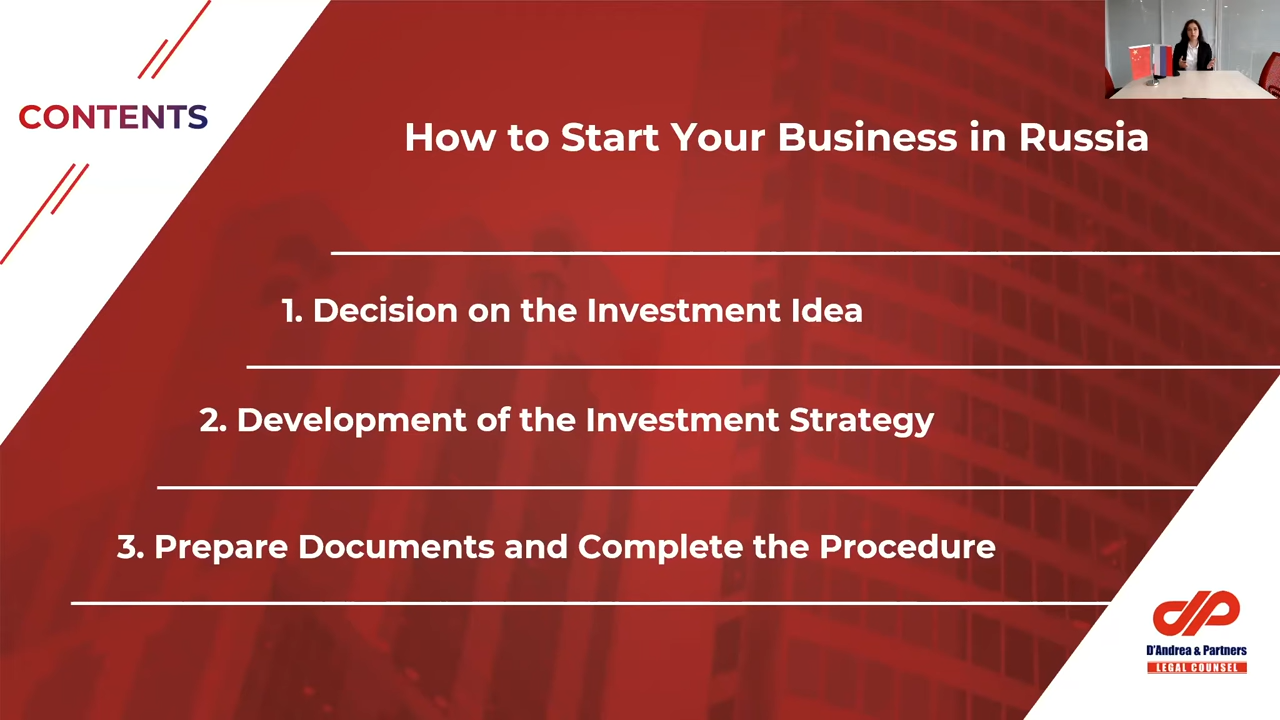 CONTENTS
How to Start Your Business in Russia
1. Decision on the Investment Idea
2. Development of the Investment Strategy
3. Prepare Documents and Complete the Procedure
D'Andrea & Partners
LEGAL COUNSEL